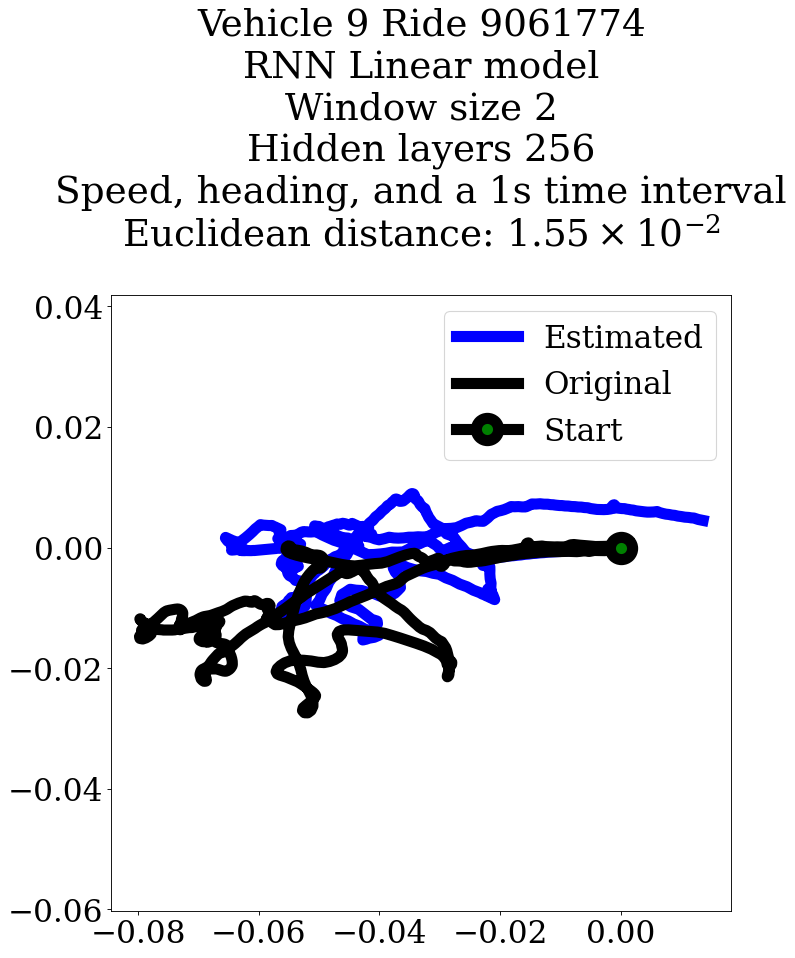 Vehicle 9 Ride 9061774
RNN Linear model
Window size 2
Hidden layers 256
Speed, heading, and a 1s time interval
Euclidean distance: 1.55 × 10⁻²
0.04
0.02
0.00
−0.02
−0.04
−0.06
Estimated
Original
Start
−0.08 −0.06 −0.04 −0.02 0.00